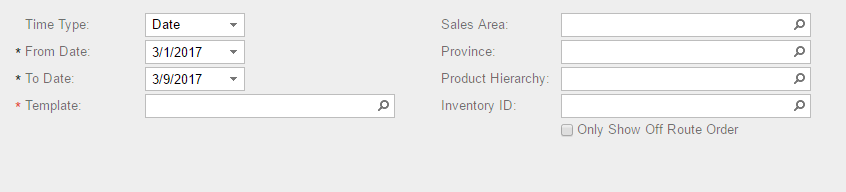 Time Type: Date
* From Date: 3/1/2017
* To Date: 3/9/2017
* Template:
Sales Area:
Province:
Product Hierarchy:
Inventory ID:
Only Show Off Route Order